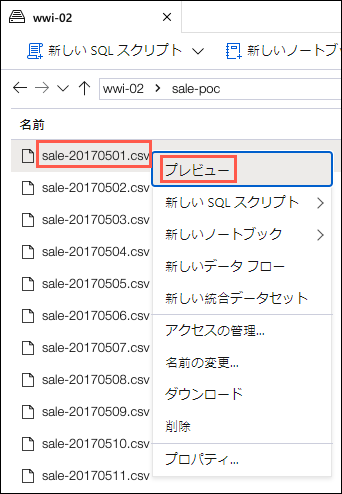 wwi-02
新しい SQL スクリプト
新しいノートブック
wwi-02 > sale-poc
名前
sale-20170501.csv
プレビュー
sale-20170502.csv
新しい SQL スクリプト
sale-20170503.csv
新しいノートブック
sale-20170504.csv
新しいデータ フロー
sale-20170505.csv
新しい統合データセット
sale-20170506.csv
アクセスの管理...
sale-20170507.csv
名前の変更...
sale-20170508.csv
ダウンロード
sale-20170509.csv
削除
sale-20170510.csv
プロパティ...
sale-20170511.csv